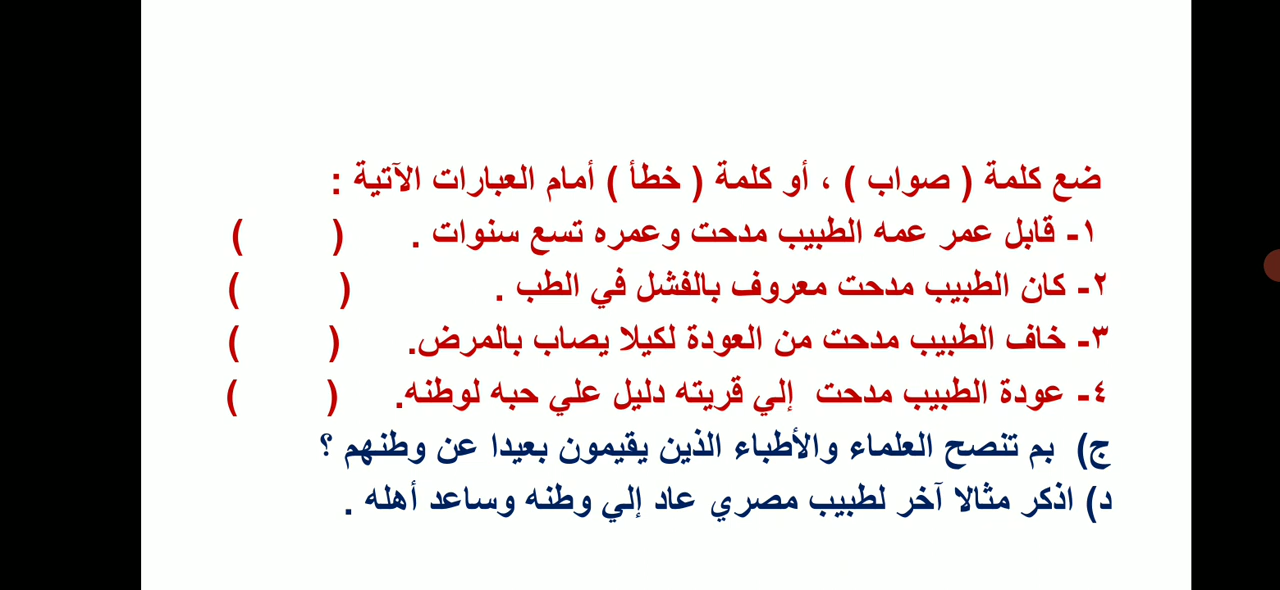 ضع كلمة ( صواب ) ، أو كلمة ( خطأ ) أمام العبارات الآتية :
١- قابل عمر عمه الطبيب مدحت وعمره تسع سنوات . ( )
٢- كان الطبيب مدحت معروف بالفشل في الطب . ( )
٣- خاف الطبيب مدحت من العودة لكيلا يصاب بالمرض. ( )
٤- عودة الطبيب مدحت إلي قريته دليل علي حبه لوطنه. ( )
ج) بم تنصح العلماء والأطباء الذين يقيمون بعيدا عن وطنهم ؟
د) اذكر مثالا آخر لطبيب مصري عاد إلي وطنه وساعد أهله .